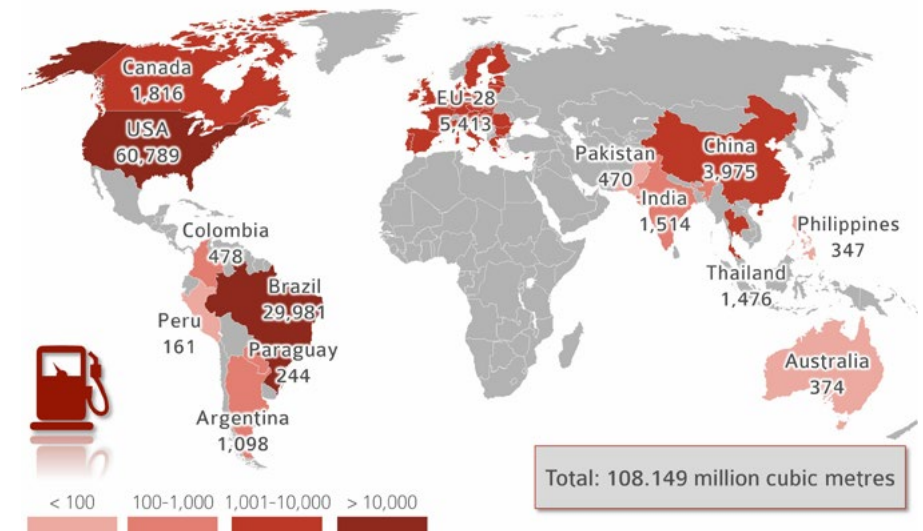 Canada
1,816
USA
60,789
EU-28
5,413
China
3,975
Pakistan
470
India
1,514
Philippines
347
Thailand
1,476
Colombia
478
Brazil
29,981
Peru
161
Paraguay
244
Argentina
1,098
Australia
374
Total: 108.149 million cubic metres
< 100 100-1,000 1,001-10,000 > 10,000